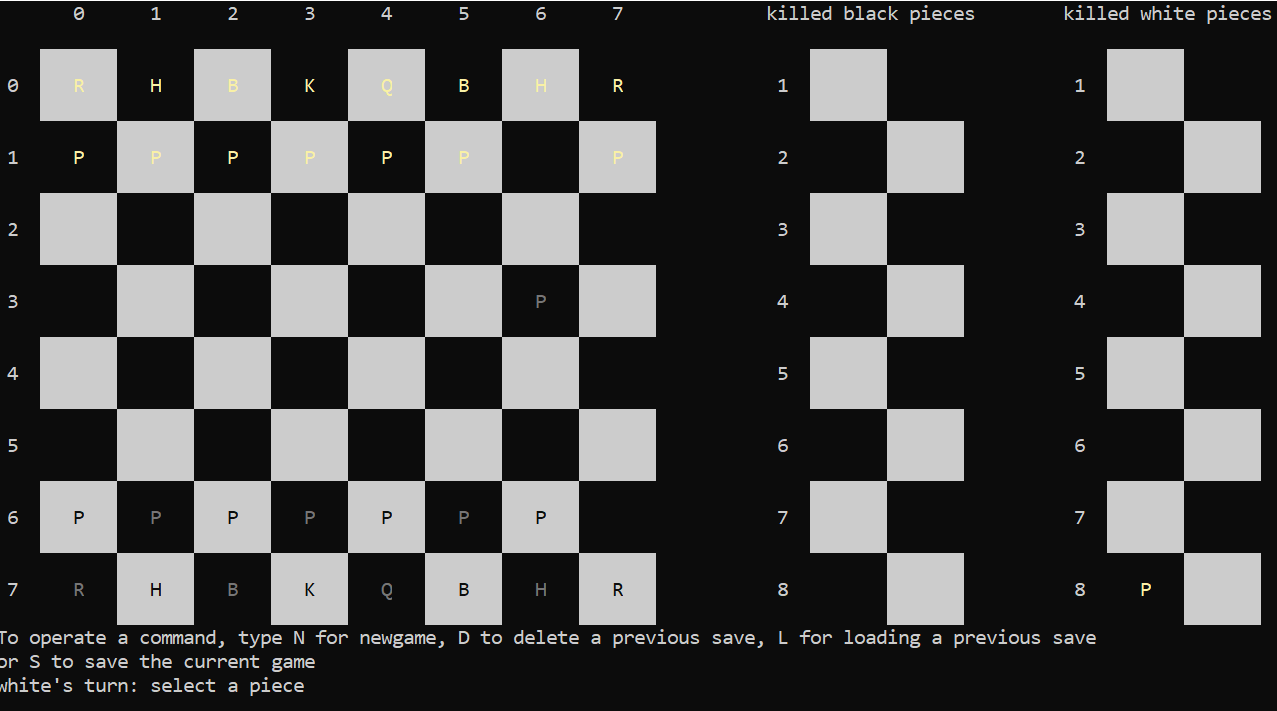 0 1 2 3 4 5 6 7 killed black pieces killed white pieces
0 R H B K Q B H R 1 1
1 P P P P P P P 2 2
2 3 3
3 P 4 4
4 5 5
5 6 6
6 P P P P P P P 7 7
7 R H B K Q B H R 8 8 P
To operate a command, type N for newgame, D to delete a previous save, L for loading a previous save
or S to save the current game
white's turn: select a piece